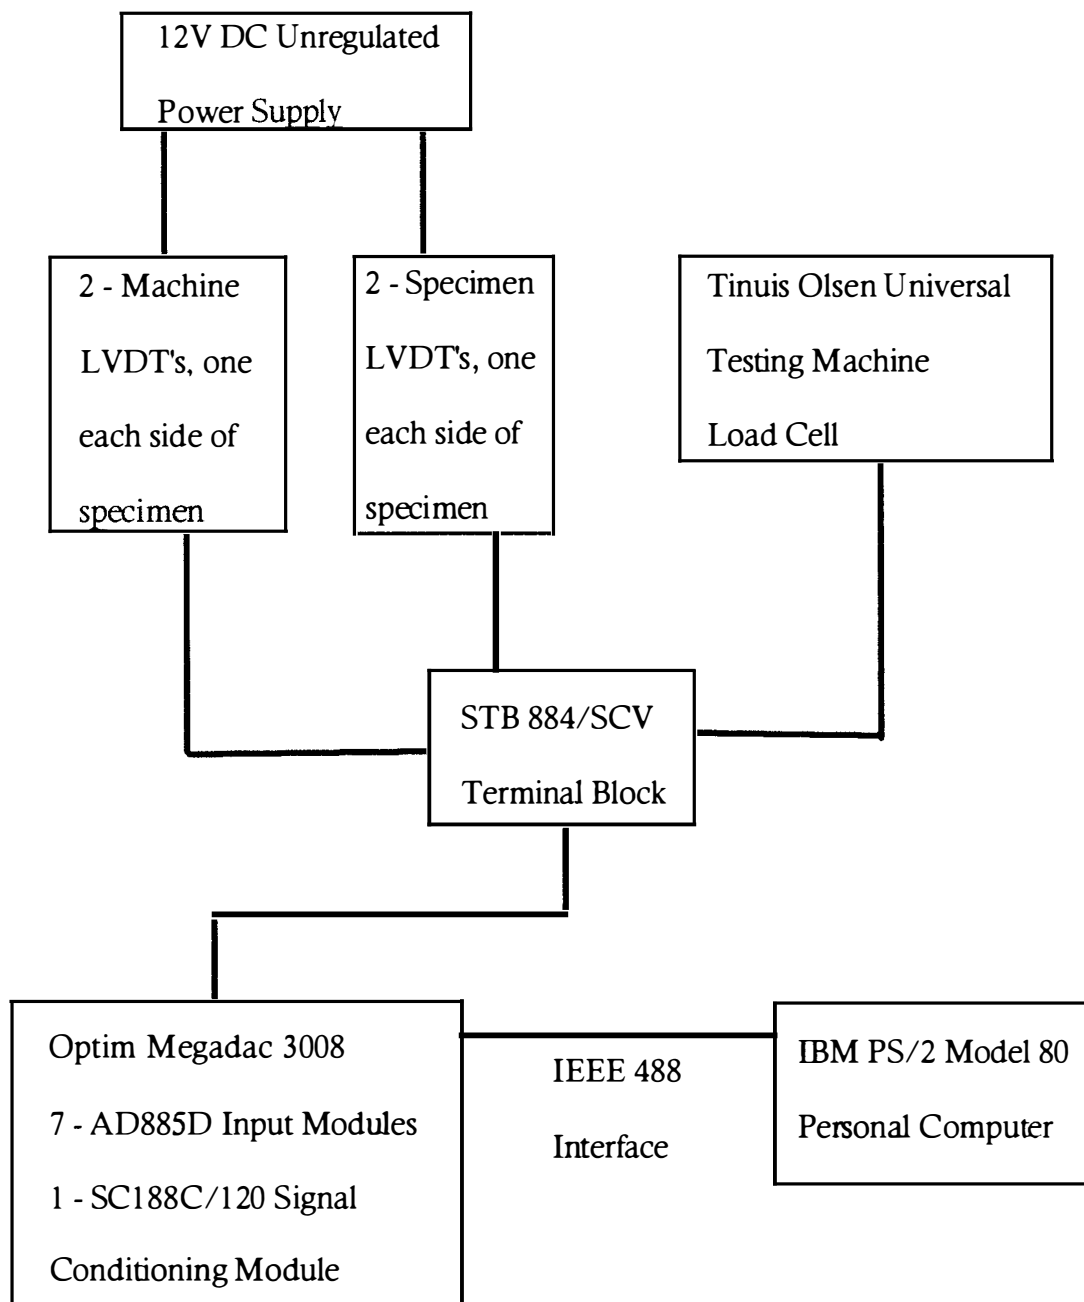 12V DC Unregulated
Power Supply
2 - Machine
LVDT's, one
each side of
specimen
2 - Specimen
LVDT's, one
each side of
specimen
Tinuis Olsen Universal
Testing Machine
Load Cell
STB 884/SCV
Terminal Block
Optim Megadac 3008
7 - AD885D Input Modules
1 - SC188C/120 Signal
Conditioning Module
IEEE 488
Interface
IBM PS/2 Model 80
Personal Computer